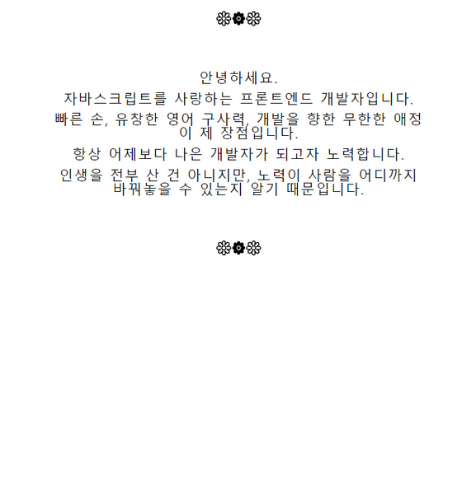 ❁❁❁
안녕하세요.
자바스크립트를 사랑하는 프론트엔드 개발자입니다.
빠른 손, 유창한 영어 구사력, 개발을 향한 무한한 애정
이 제 장점입니다.
항상 어제보다 나은 개발자가 되고자 노력합니다.
인생을 전부 산 건 아니지만, 노력이 사람을 어디까지
바꿔놓을 수 있는지 알기 때문입니다.
❁❁❁